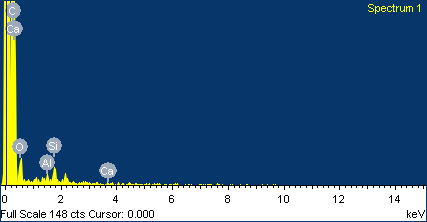 Spectrum 1
C
Ca
O
Al
Si
Ca
0 2 4 6 8 10 12 14
Full Scale 148 cts Cursor: 0.000 keV